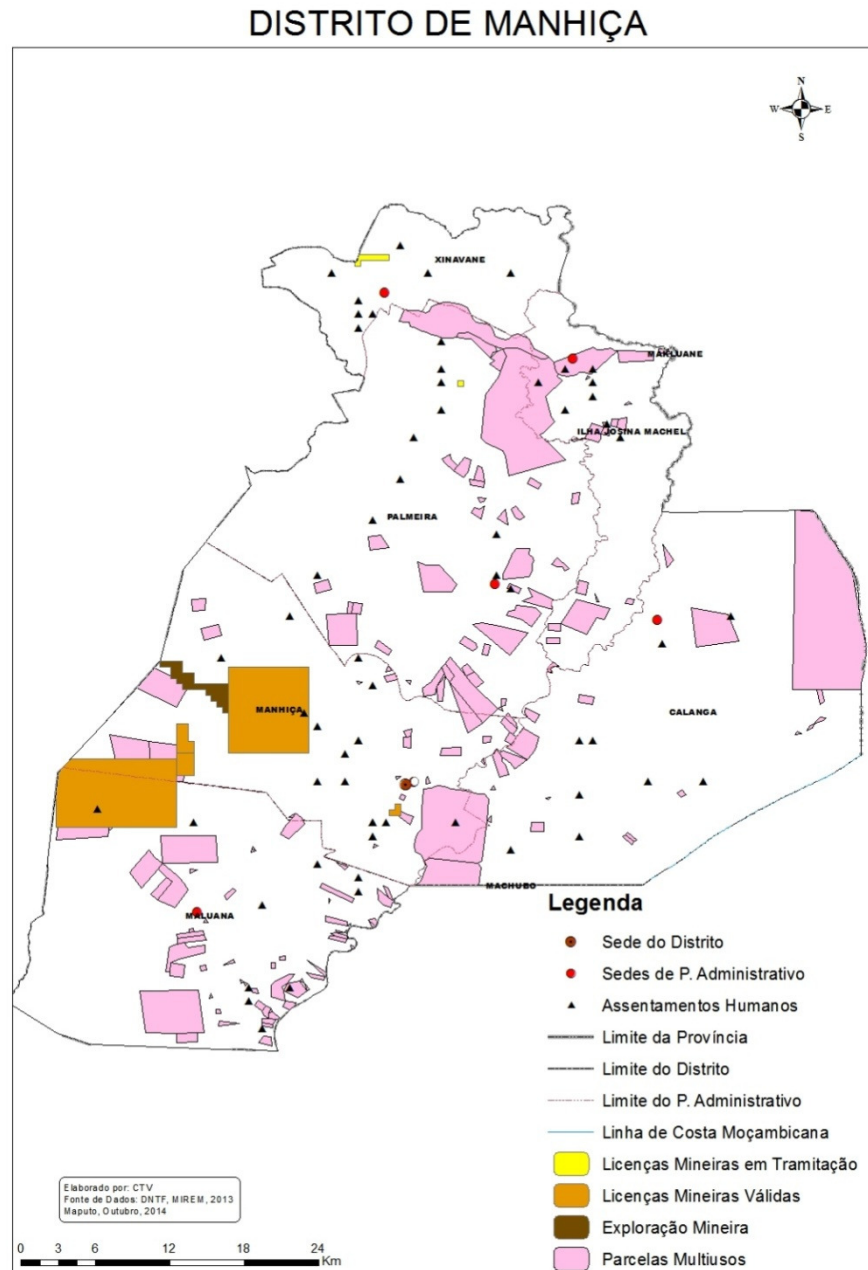 DISTRITO DE MANHIÇA
N
W E
S
XINAVANE
MAKLUANE
ILHA JOSINA MACHEL
PALMEIRA
MANHIÇA
CALANGA
MACHUBO
MALUANA
Legenda
Sede do Distrito
Sedes de P. Administrativo
Assentamentos Humanos
Limite da Província
Limite do Distrito
Limite do P. Administrativo
Linha de Costa Moçambicana
Licenças Mineiras em Tramitação
Licenças Mineiras Válidas
Exploração Mineira
Parcelas Multiusos
Elaborado por: CTV
Fonte de Dados: DNTF, MIREM, 2013
Maputo, Outubro, 2014
0 3 6 12 18 24
Km